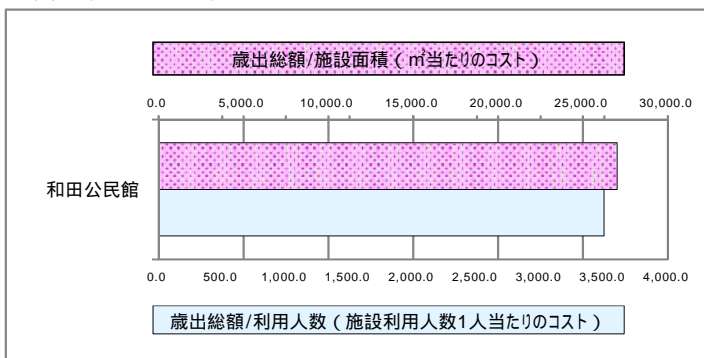 歳出総額/施設面積(㎡当たりのコスト)
0.0 5,000.0 10,000.0 15,000.0 20,000.0 25,000.0 30,000.0
和田公民館
0.0 500.0 1,000.0 1,500.0 2,000.0 2,500.0 3,000.0 3,500.0 4,000.0
歳出総額/利用人数(施設利用人数1人当たりのコスト)